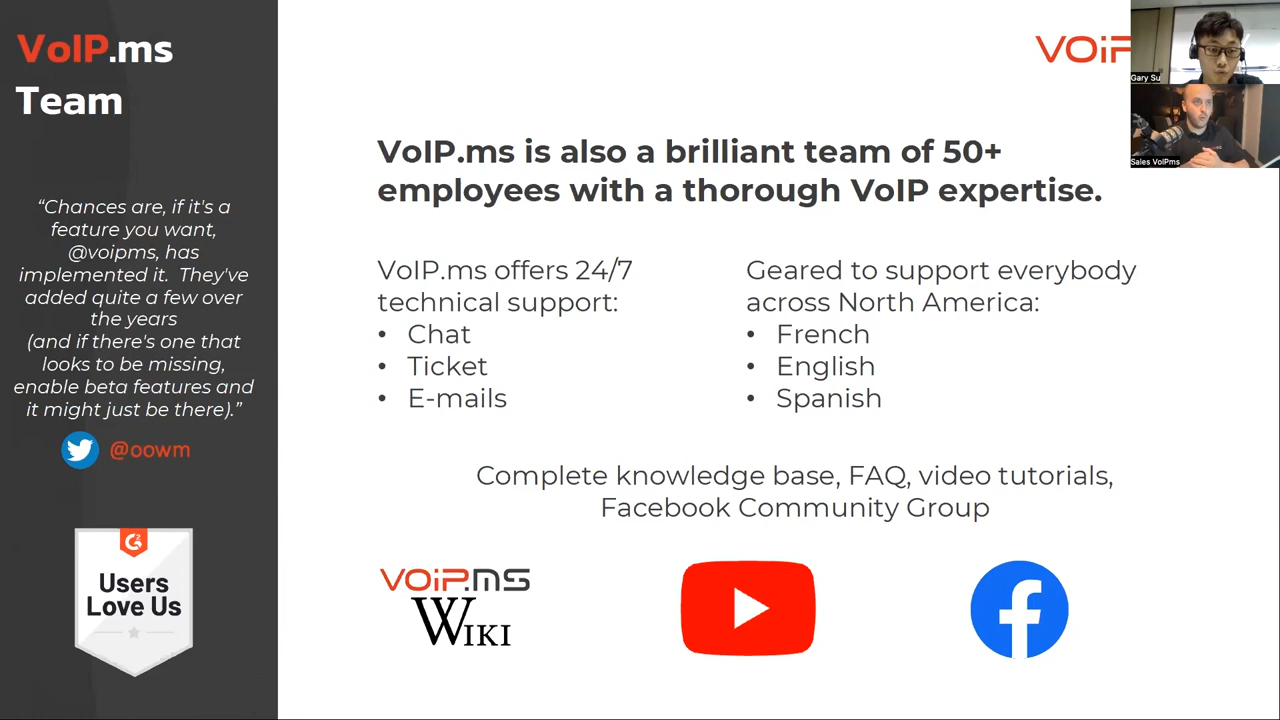 VoIP.ms
Team
“Chances are, if it's a
feature you want,
@voipms, has
implemented it. They've
added quite a few over
the years
(and if there's one that
looks to be missing,
enable beta features and
it might just be there).”
@oowm
Users
Love Us
VOiP
Gary Su
Sales VoIPms
VoIP.ms is also a brilliant team of 50+
employees with a thorough VoIP expertise.
VoIP.ms offers 24/7
technical support:
• Chat
• Ticket
• E-mails
Geared to support everybody
across North America:
• French
• English
• Spanish
Complete knowledge base, FAQ, video tutorials,
Facebook Community Group
VOiP.MS
WIKI